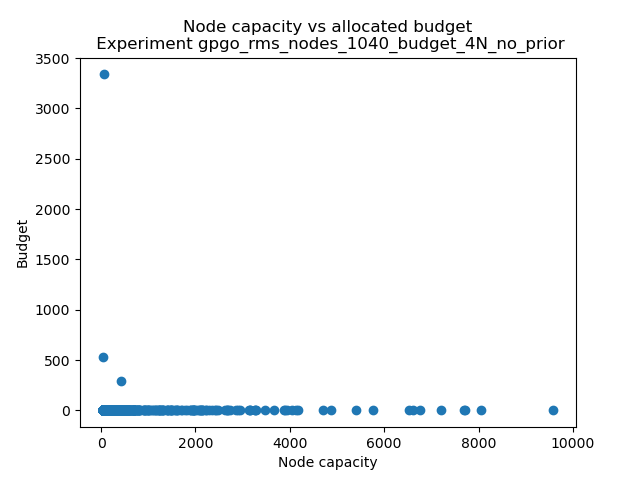 Node capacity vs allocated budget
Experiment gpgo_rms_nodes_1040_budget_4N_no_prior
3500
3000
2500
2000
1500
1000
500
0
Budget
0 2000 4000 6000 8000 10000
Node capacity